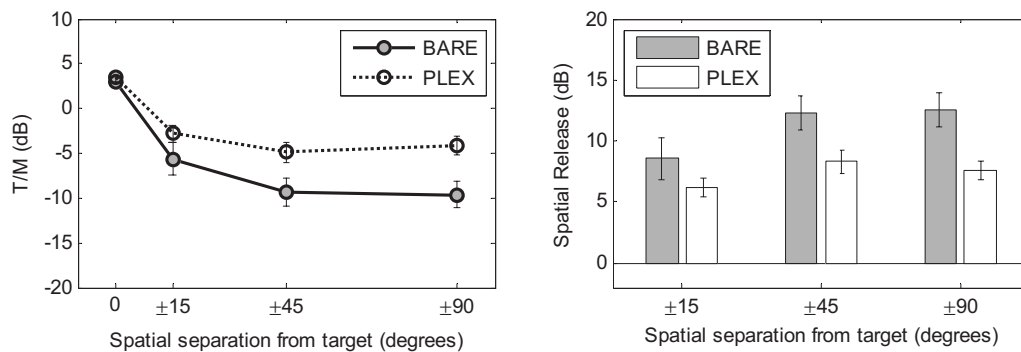 10
5
0
-5
-10
-15
-20
T/M (dB)
BARE
PLEX
0
±15
±45
±90
Spatial separation from target (degrees)
20
15
10
5
0
Spatial Release (dB)
BARE
PLEX
±15
±45
±90
Spatial separation from target (degrees)